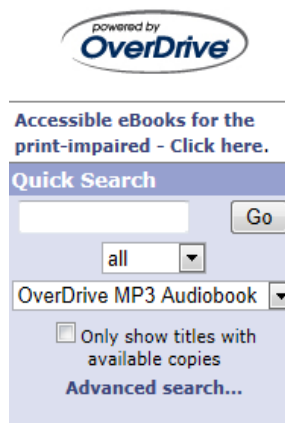 powered by
OverDrive
Accessible eBooks for the
print-impaired - Click here.
Quick Search
Go
all
OverDrive MP3 Audiobook
Only show titles with
available copies
Advanced search...